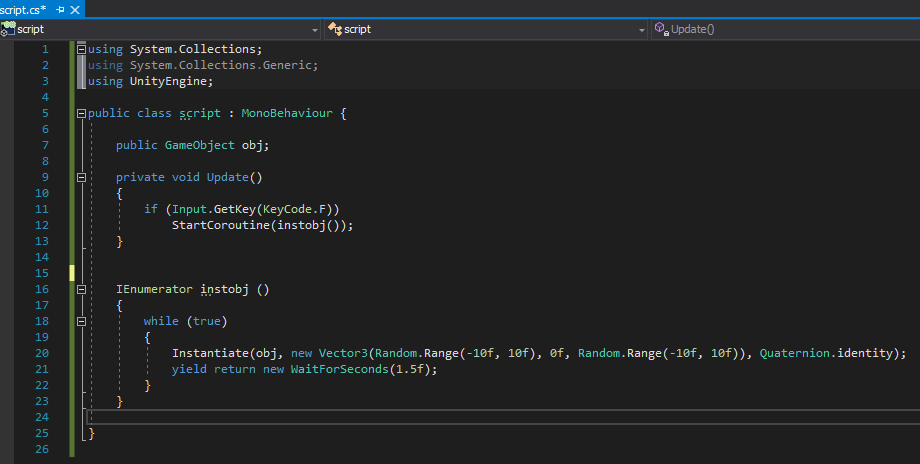 script.cs*
script script Update()
1 using System.Collections;
2 using System.Collections.Generic;
3 using UnityEngine;
4
5 public class script : MonoBehaviour {
6
7 public GameObject obj;
8
9 private void Update()
10 {
11 if (Input.GetKey(KeyCode.F))
12 StartCoroutine(instobj());
13 }
14
15
16 IEnumerator instobj ()
17 {
18 while (true)
19 {
20 Instantiate(obj, new Vector3(Random.Range(-10f, 10f), 0f, Random.Range(-10f, 10f)), Quaternion.identity);
21 yield return new WaitForSeconds(1.5f);
22 }
23 }
24
25 }
26